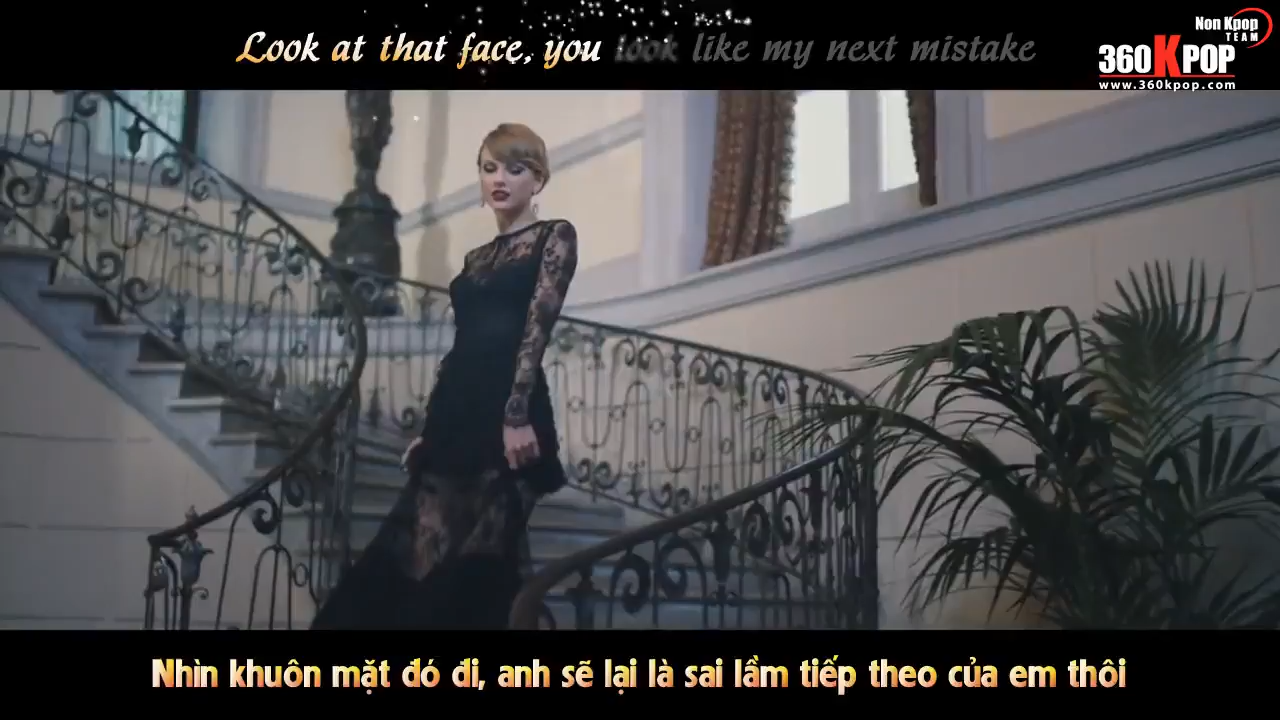 Look at that face, you look like my next mistake
Non Kpop
TEAM
360KPOP
www.360kpop.com
Nhìn khuôn mặt đó đi, anh sẽ lại là sai lầm tiếp theo của em thôi